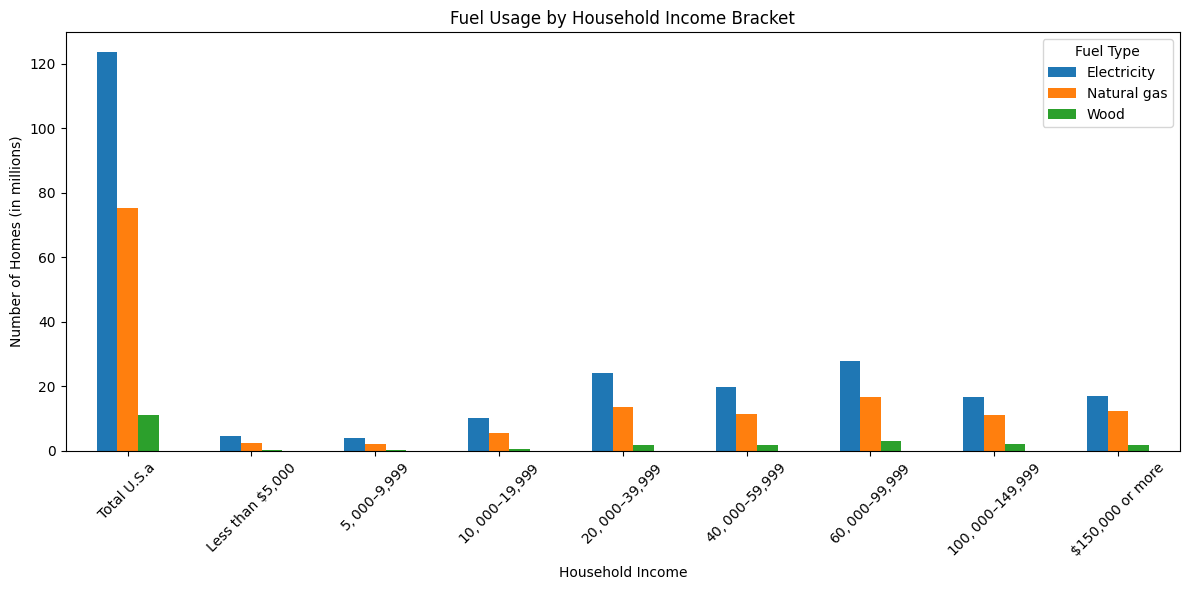 Fuel Usage by Household Income Bracket
Fuel Type
Electricity
Natural gas
Wood
Number of Homes (in millions)
120
100
80
60
40
20
0
Total U.S.a
Less than $5,000
5,000–9,999
10,000–19,999
20,000–39,999
40,000–59,999
60,000–99,999
100,000–149,999
$150,000 or more
Household Income